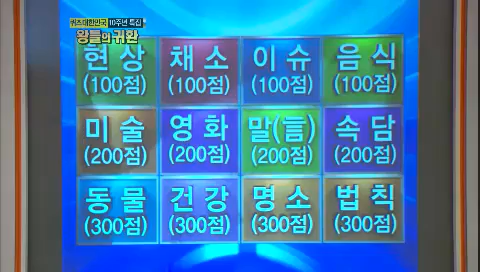 퀴즈 대한민국 10주년 특집
왕들의 귀환
현상 채소 이슈 음식
(100점) (100점) (100점) (100점)
미술 영화 말(言) 속담
(200점) (200점) (200점) (200점)
동물 건강 명소 법칙
(300점) (300점) (300점) (300점)